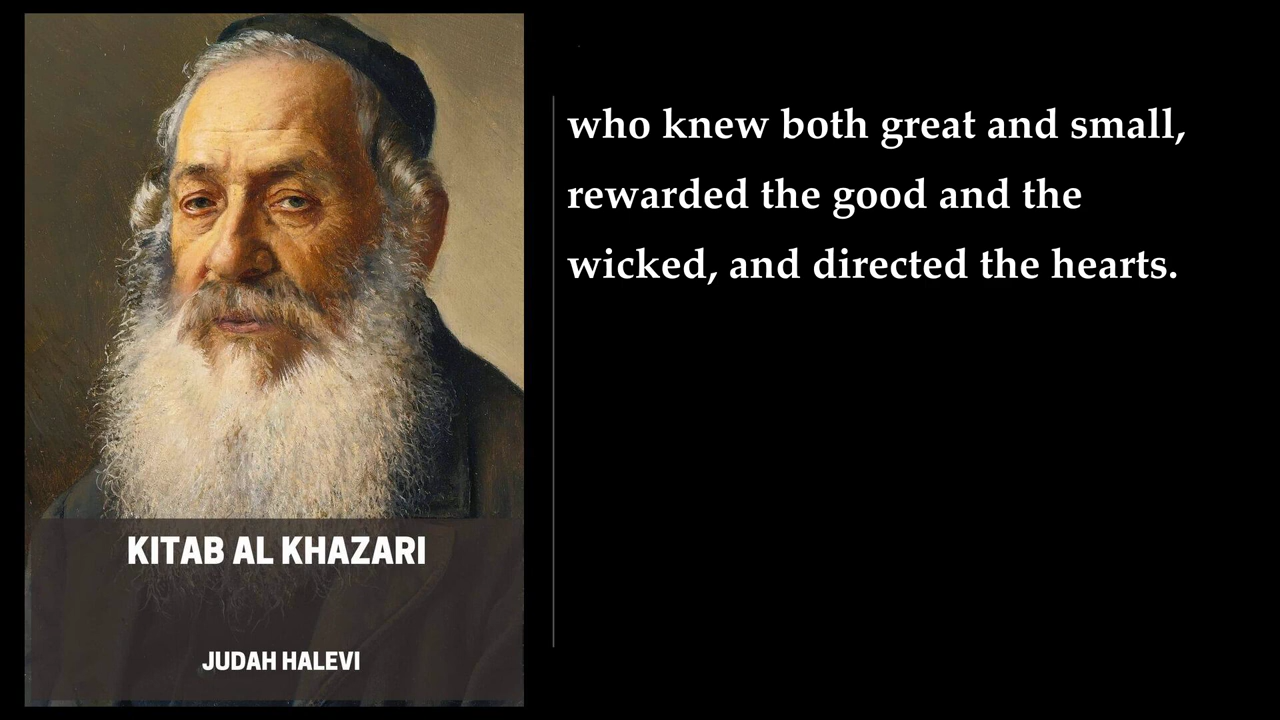 KITAB AL KHAZARI
JUDAH HALEVI
who knew both great and small,
rewarded the good and the
wicked, and directed the hearts.